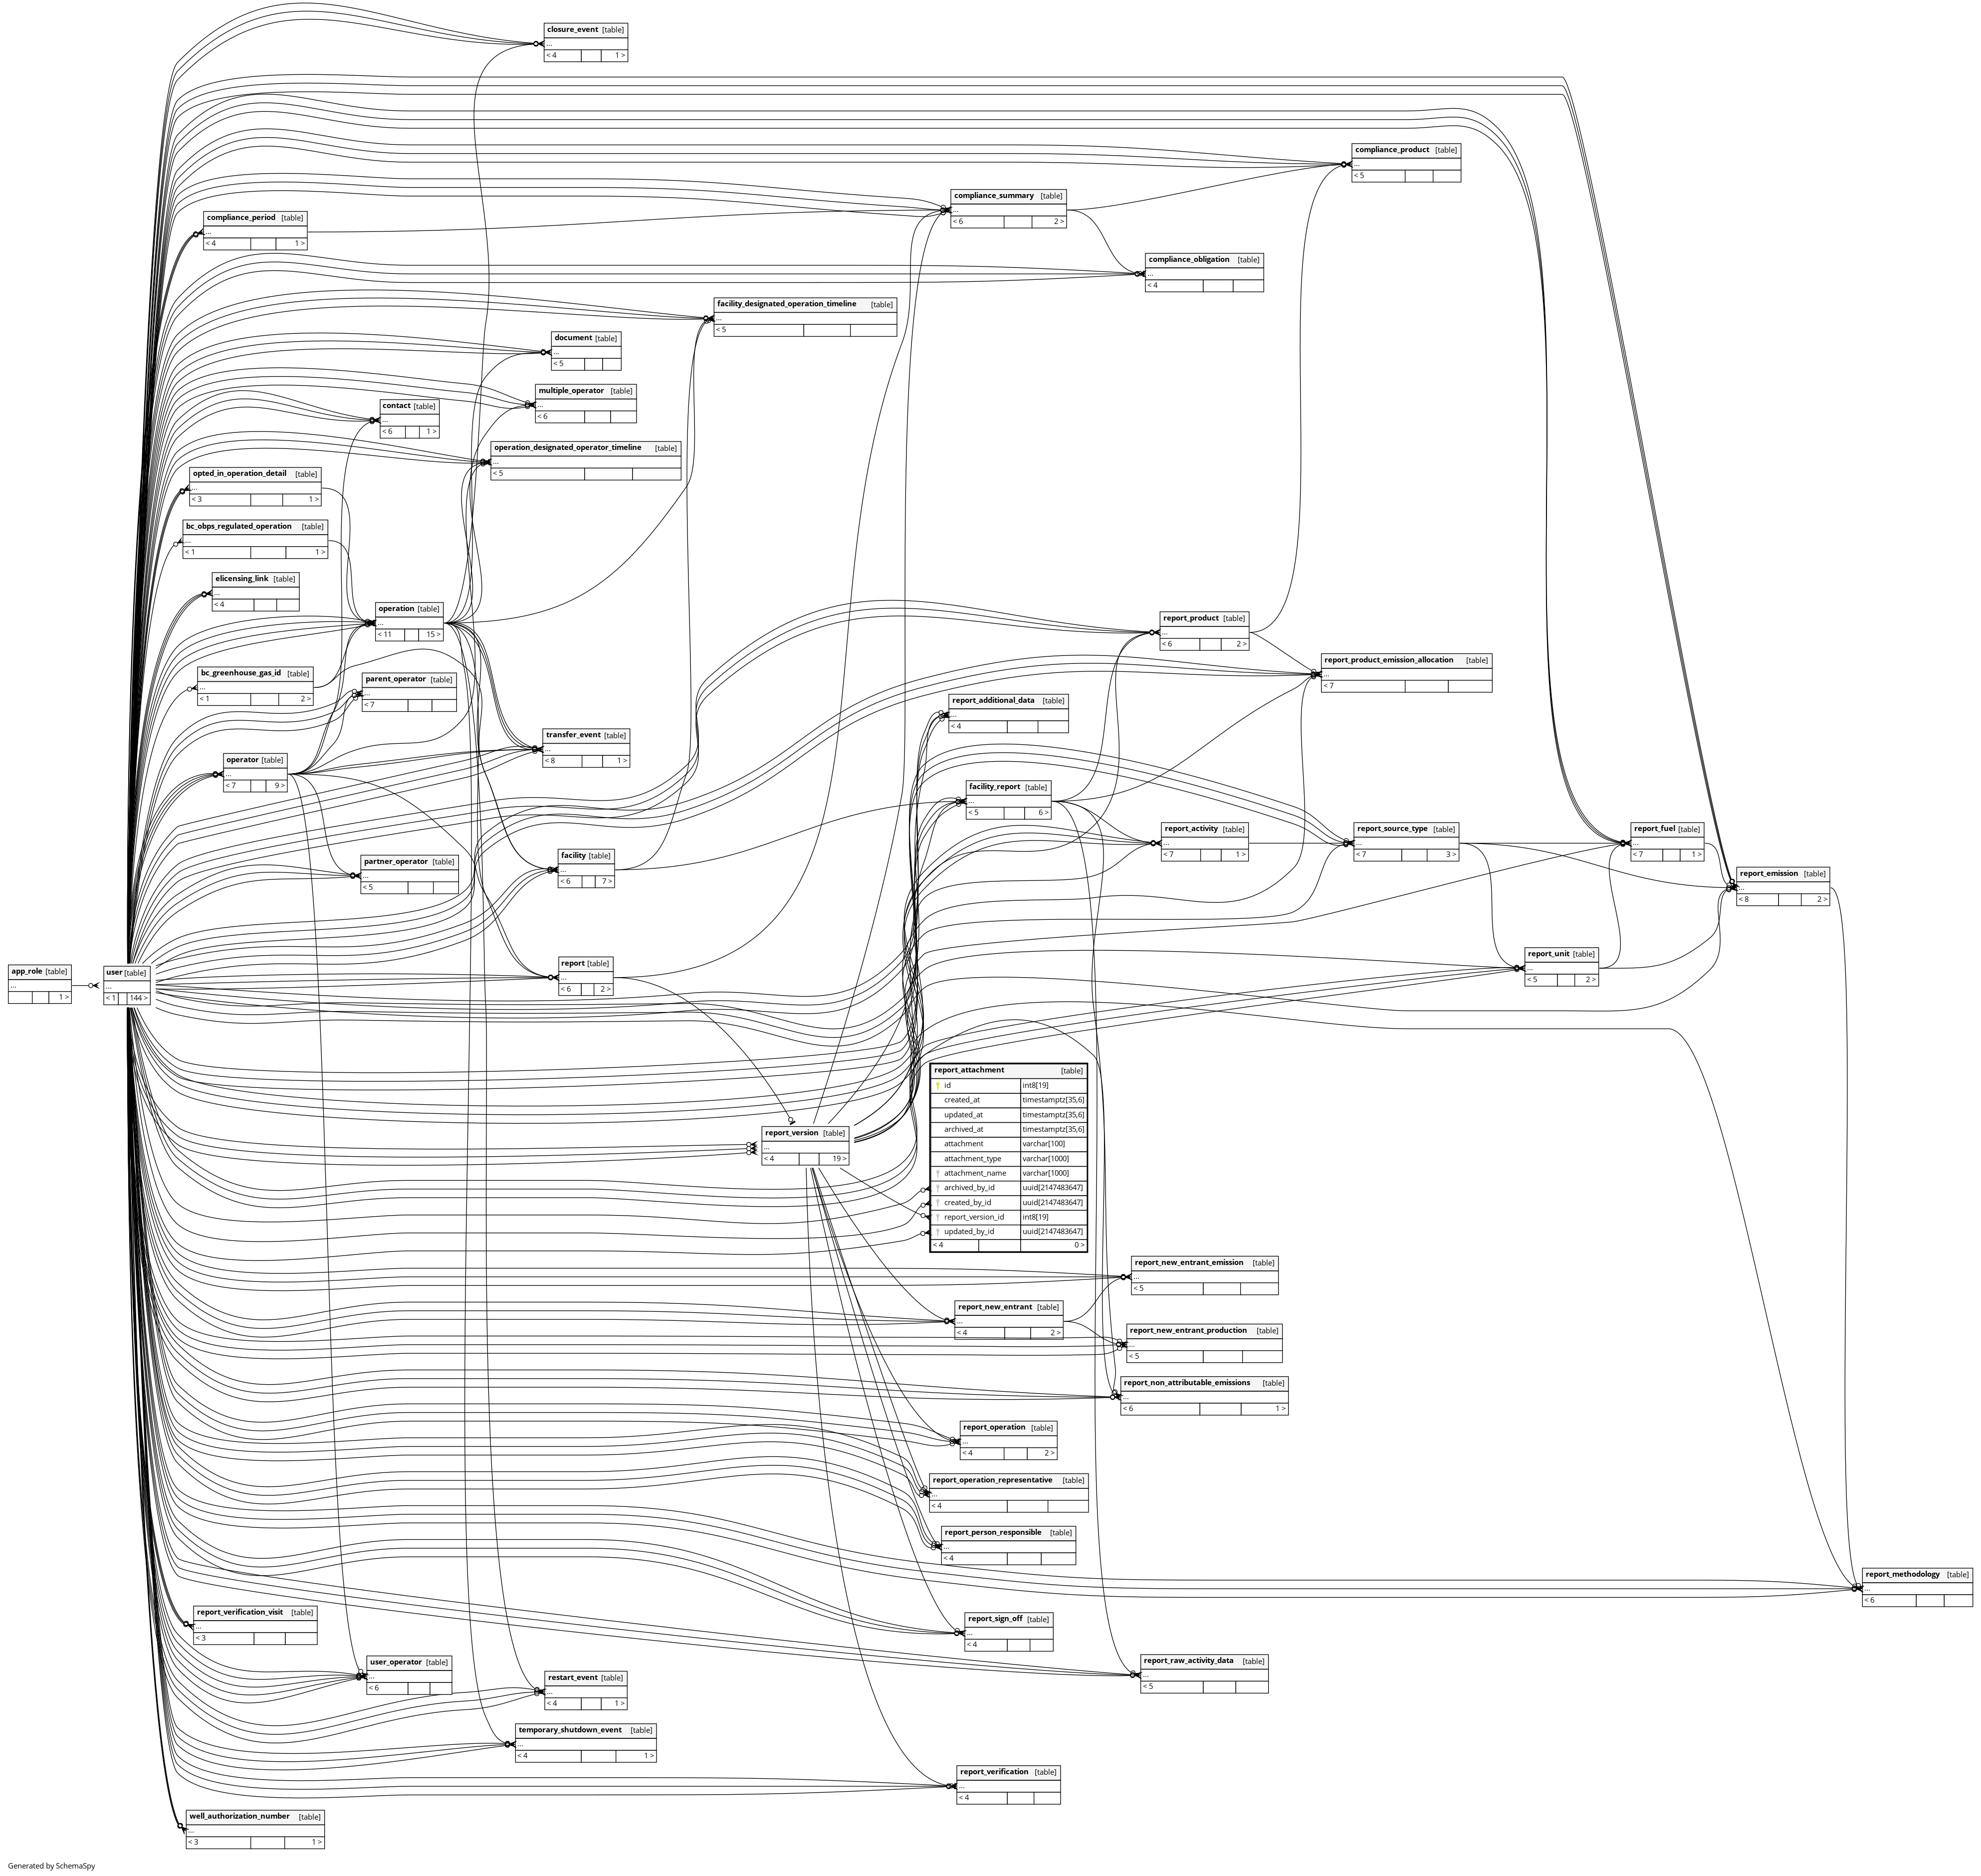 closure_event [table]
...
< 4 1 >
compliance_product [table]
...
< 5
compliance_summary [table]
...
< 6 2 >
compliance_period [table]
...
< 4 1 >
compliance_obligation [table]
...
< 4
facility_designated_operation_timeline [table]
...
< 5
document [table]
...
< 5
multiple_operator [table]
...
< 6
contact [table]
...
< 6 1 >
operation_designated_operator_timeline [table]
...
< 5
opted_in_operation_detail [table]
...
< 3 1 >
bc_obps_regulated_operation [table]
...
< 1 1 >
elicensing_link [table]
...
< 4
operation [table]
...
< 11 15 >
report_product [table]
...
< 6 2 >
report_product_emission_allocation [table]
...
< 7
bc_greenhouse_gas_id [table]
...
< 1 2 >
parent_operator [table]
...
< 7
report_additional_data [table]
...
< 4
transfer_event [table]
...
< 8 1 >
operator [table]
...
< 7 9 >
facility_report [table]
...
< 5 6 >
report_activity [table]
...
< 7 1 >
report_source_type [table]
...
< 7 3 >
report_fuel [table]
...
< 7 1 >
partner_operator [table]
...
< 5
facility [table]
...
< 6 7 >
report_emission [table]
...
< 8 2 >
report_unit [table]
...
< 5 2 >
app_role [table]
...
1 >
user [table]
...
< 1 144 >
report [table]
...
< 6 2 >
report_attachment [table]
id int8[19]
created_at timestamptz[35,6]
updated_at timestamptz[35,6]
archived_at timestamptz[35,6]
attachment varchar[100]
attachment_type varchar[1000]
attachment_name varchar[1000]
archived_by_id uuid[2147483647]
created_by_id uuid[2147483647]
report_version_id int8[19]
updated_by_id uuid[2147483647]
< 4 0 >
report_version [table]
...
< 4 19 >
report_new_entrant_emission [table]
...
< 5
report_new_entrant [table]
...
< 4 2 >
report_new_entrant_production [table]
...
< 5
report_non_attributable_emissions [table]
...
< 6 1 >
report_operation [table]
...
< 4 2 >
report_operation_representative [table]
...
< 4
report_person_responsible [table]
...
< 4
report_methodology [table]
...
< 6
report_verification_visit [table]
...
< 3
report_sign_off [table]
...
< 4
user_operator [table]
...
< 6
report_raw_activity_data [table]
...
< 5
restart_event [table]
...
< 4 1 >
temporary_shutdown_event [table]
...
< 4 1 >
report_verification [table]
...
< 4
well_authorization_number [table]
...
< 3 1 >
Generated by SchemaSpy